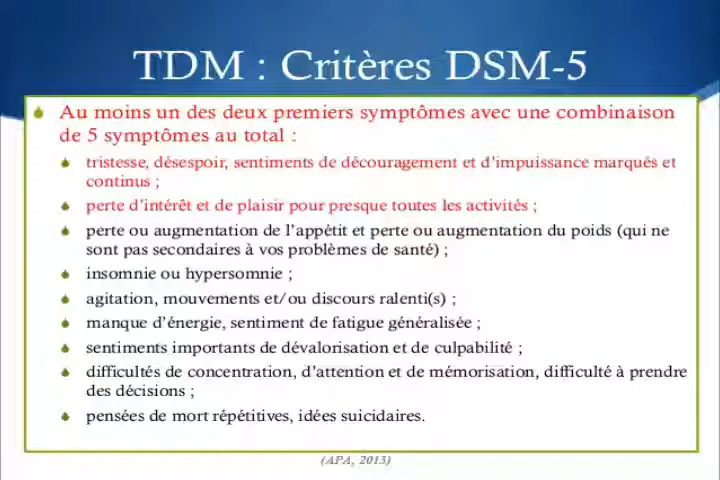 TDM : Critères DSM-5
Au moins un des deux premiers symptômes avec une combinaison
de 5 symptômes au total :
tristesse, désespoir, sentiments de découragement et d'impuissance marqués et
continus ;
perte d'intérêt et de plaisir pour presque toutes les activités ;
perte ou augmentation de l'appétit et perte ou augmentation du poids (qui ne
sont pas secondaires à vos problèmes de santé) ;
insomnie ou hypersomnie ;
agitation, mouvements et/ou discours ralenti(s) ;
manque d'énergie, sentiment de fatigue généralisée ;
sentiments importants de dévalorisation et de culpabilité ;
difficultés de concentration, d'attention et de mémorisation, difficulté à prendre
des décisions ;
pensées de mort répétitives, idées suicidaires.
(APA, 2013)